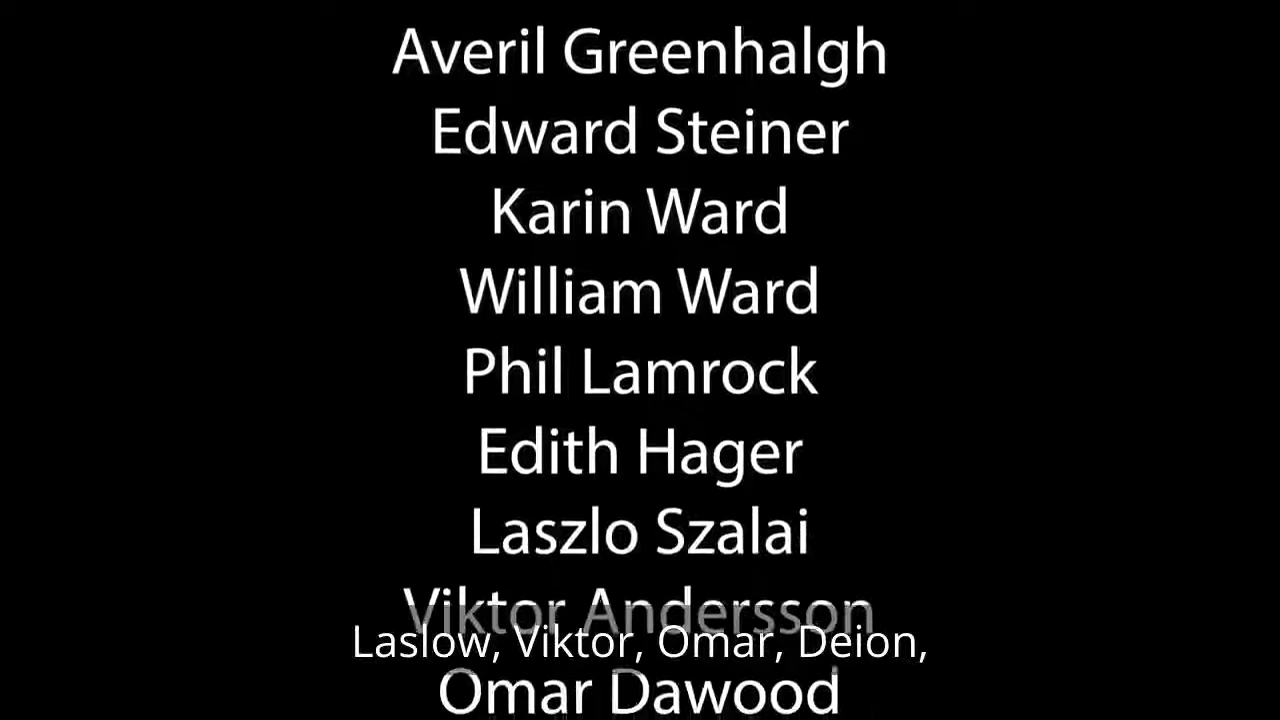 Averil Greenhalgh
Edward Steiner
Karin Ward
William Ward
Phil Lamrock
Edith Hager
Laszlo Szalai
Viktor Andersson
Laslow, Viktor, Omar, Deion,
Omar Dawood